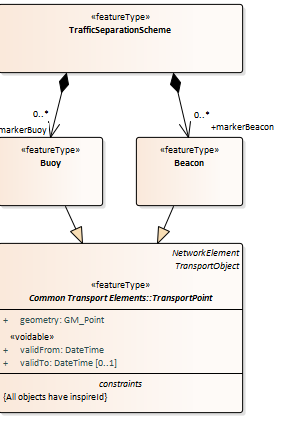 «featureType»
TrafficSeparationScheme
0..*
0..*
markerBuoy
+markerBeacon
«featureType»
Buoy
«featureType»
Beacon
NetworkElement
TransportObject
«featureType»
Common Transport Elements::TransportPoint
+ geometry: GM_Point
«voidable»
+ validFrom: DateTime
+ validTo: DateTime [0..1]
constraints
{All objects have inspireId}